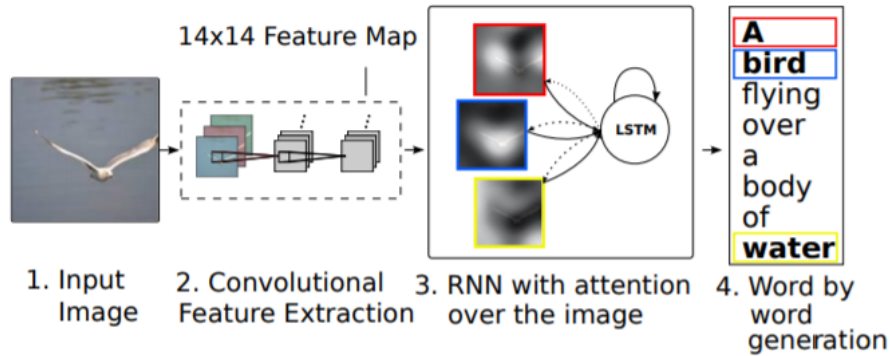 14x14 Feature Map
LSTM
A
bird
flying
over
a
body
of
water
1. Input
Image
2. Convolutional
Feature Extraction
3. RNN with attention
over the image
4. Word by
word
generation